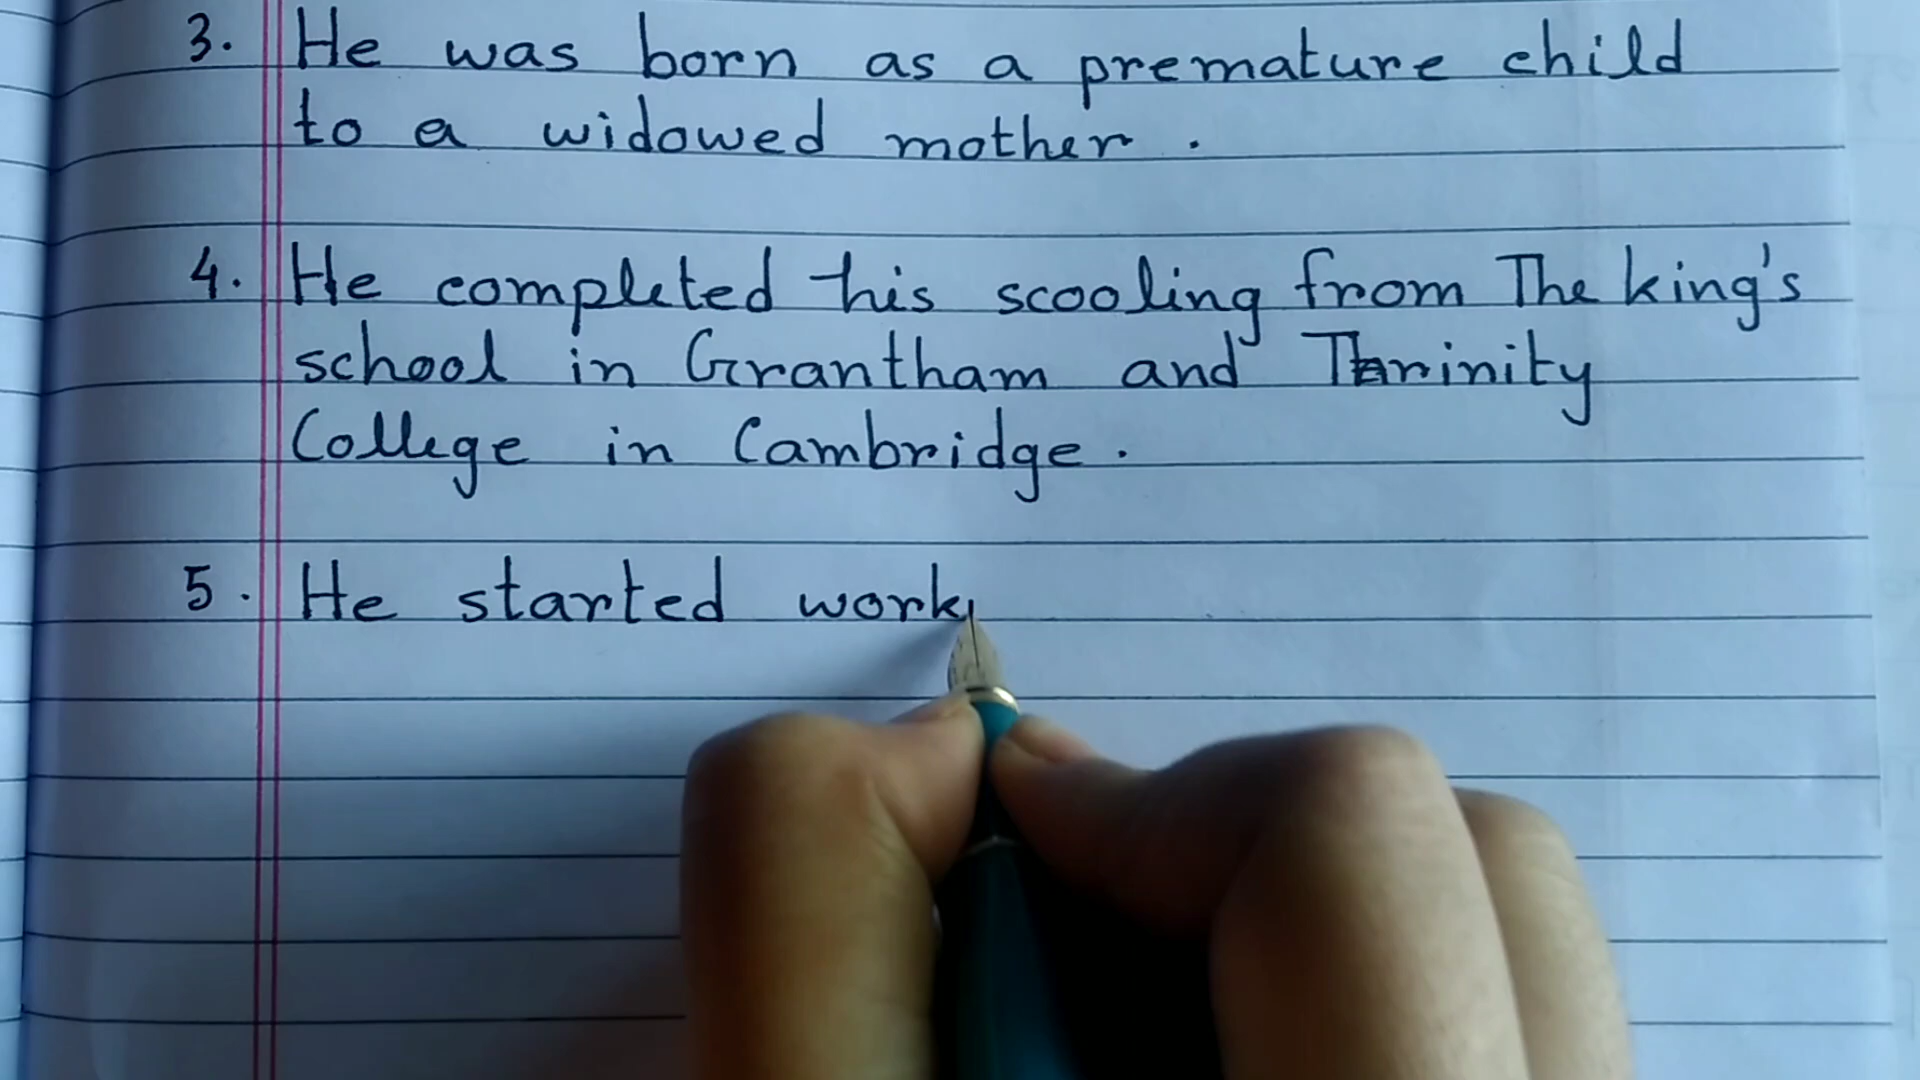 3. He was born as a premature child
to a widowed mother.
4. He completed his scooling from The king's
school in Grantham and Trinity
College in Cambridge.
5. He started work